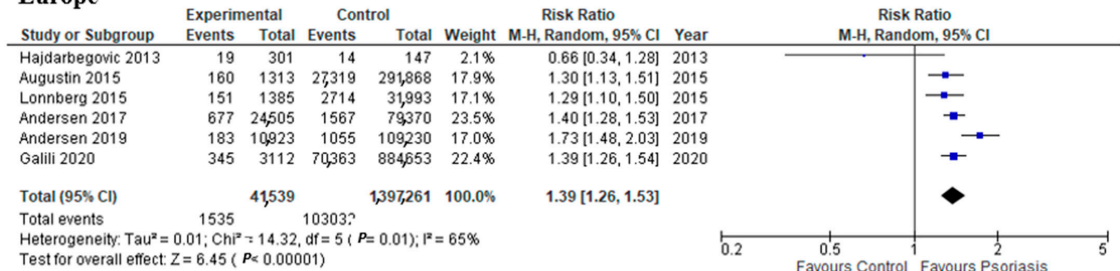 Europe
Experimental Control Risk Ratio Risk Ratio
Study or Subgroup Events Total Events Total Weight M-H, Random, 95% CI Year M-H, Random, 95% CI
Hajdarbegovic 2013 19 301 14 147 2.1% 0.66 [0.34, 1.28] 2013
Augustin 2015 160 1313 27,319 291,868 17.9% 1.30 [1.13, 1.51] 2015
Lonnberg 2015 151 1385 2714 31,993 17.1% 1.29 [1.10, 1.50] 2015
Andersen 2017 677 24,505 1567 79,370 23.5% 1.40 [1.28, 1.53] 2017
Andersen 2019 183 10,923 1055 109,230 17.0% 1.73 [1.48, 2.03] 2019
Galili 2020 345 3112 70,363 884,653 22.4% 1.39 [1.26, 1.54] 2020
Total (95% CI) 41,539 1,397,261 100.0% 1.39 [1.26, 1.53]
Total events 1535
Heterogeneity: Tau² = 0.01; Chi² = 14.32, df = 5 ( P= 0.01); I² = 65%
Test for overall effect: Z = 6.45 ( P< 0.00001)
0.2 0.5 1 2 5
Favours Control Favours Psoriasis